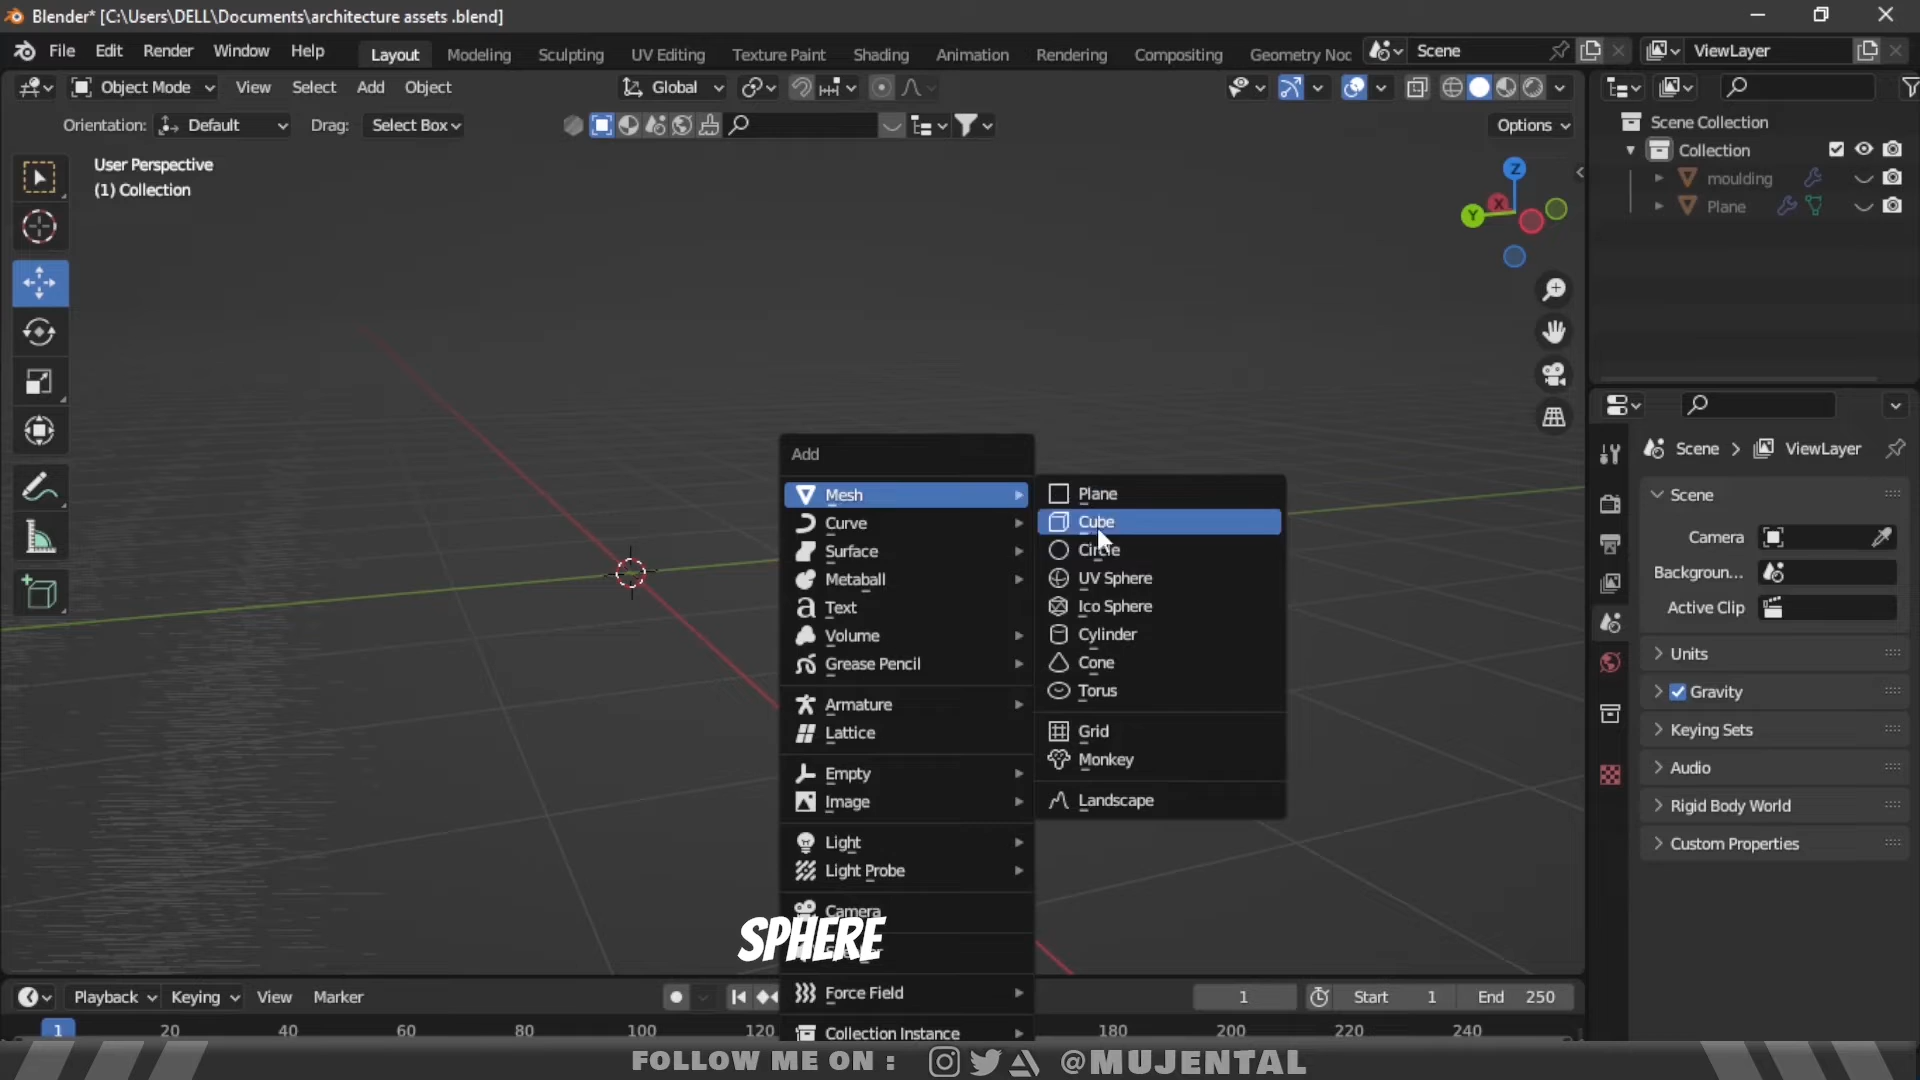 Blender* [C:\Users\DELL\Documents\architecture assets .blend]
File Edit Render Window Help Layout Modeling Sculpting UV Editing Texture Paint Shading Animation Rendering Compositing Geometry Noc Scene ViewLayer
Object Mode View Select Add Object Global
Orientation: Default Drag: Select Box Options
User Perspective
(1) Collection
Z
X
Y
Scene Collection
Collection
moulding
Plane
Add
Mesh
Curve
Surface
Metaball
Text
Volume
Grease Pencil
Armature
Lattice
Empty
Image
Light
Light Probe
Camera
Force Field
Collection Instance
Plane
Cube
Circle
UV Sphere
Ico Sphere
Cylinder
Cone
Torus
Grid
Monkey
Landscape
SPHERE
Scene ViewLayer
Scene
Camera
Backgroun...
Active Clip
Units
Gravity
Keying Sets
Audio
Rigid Body World
Custom Properties
Playback Keying View Marker 1 Start 1 End 250
1 20 40 60 80 100 120 180 200 220 240
FOLLOW ME ON : @MUJENTAL